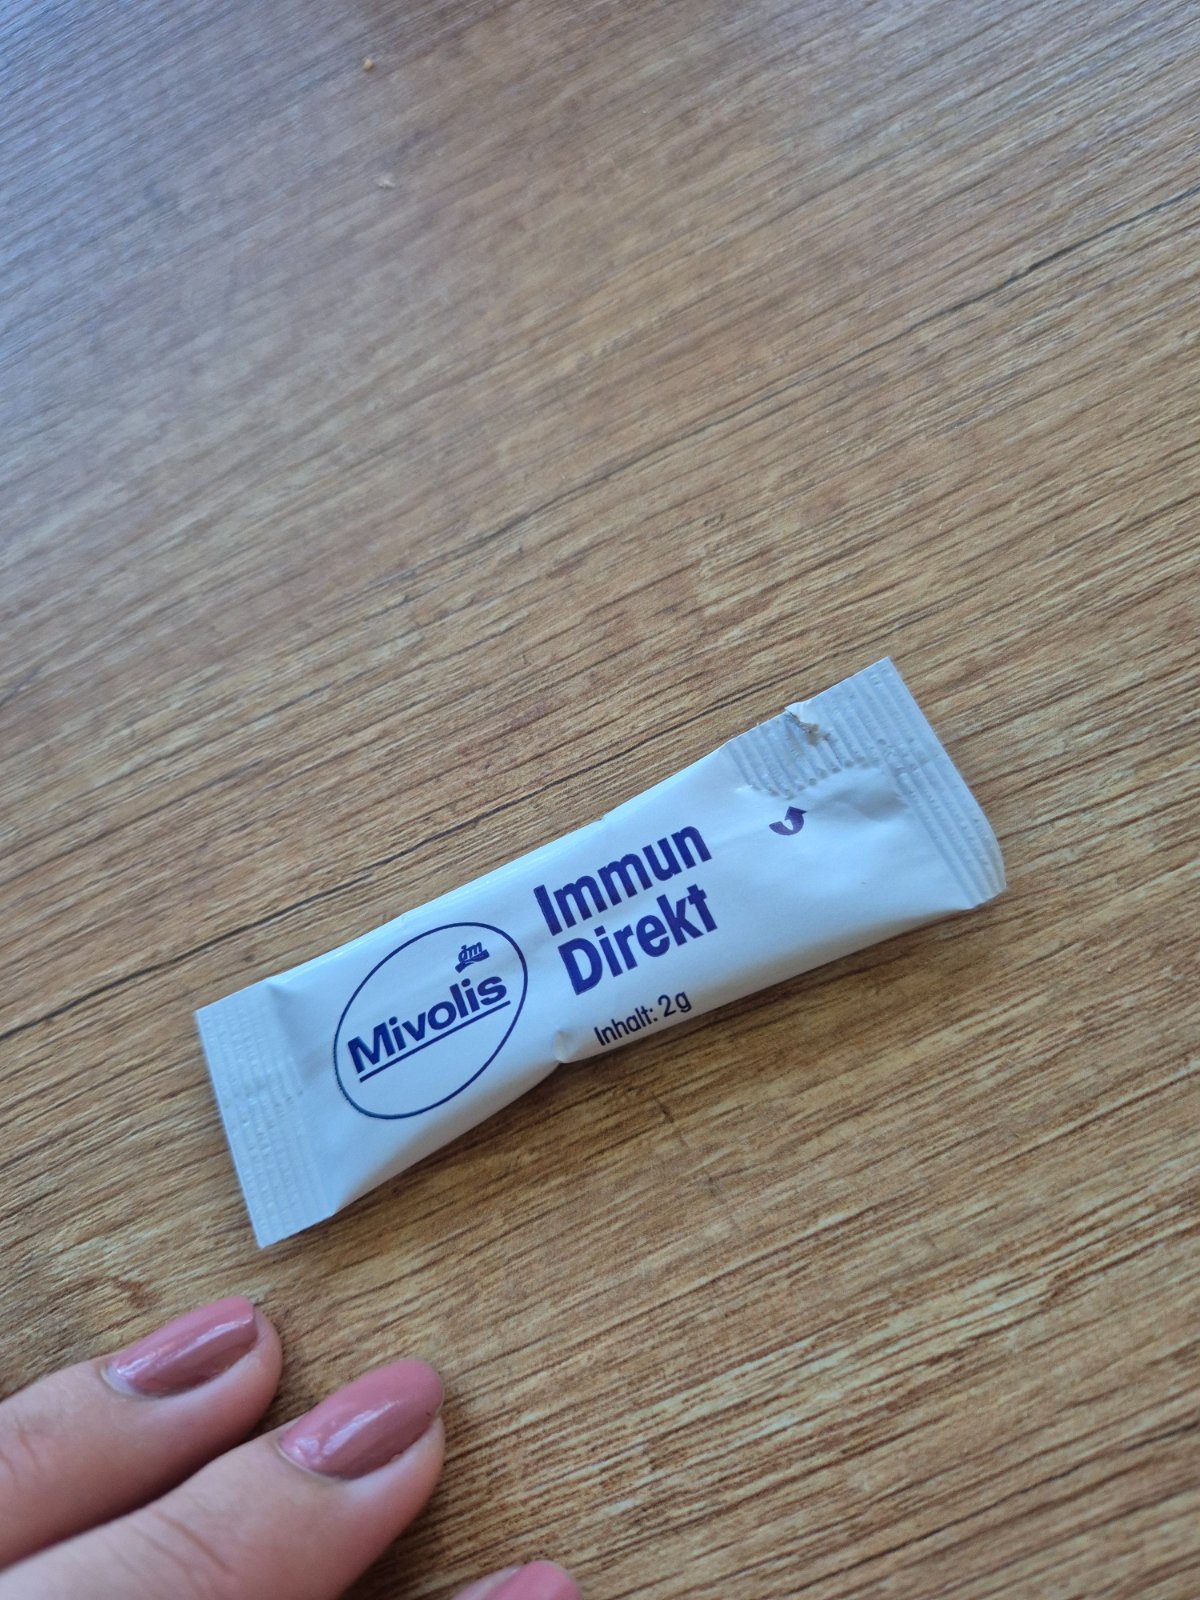 dm
Mivolis
Immun
Direkt
Inhalt: 2g